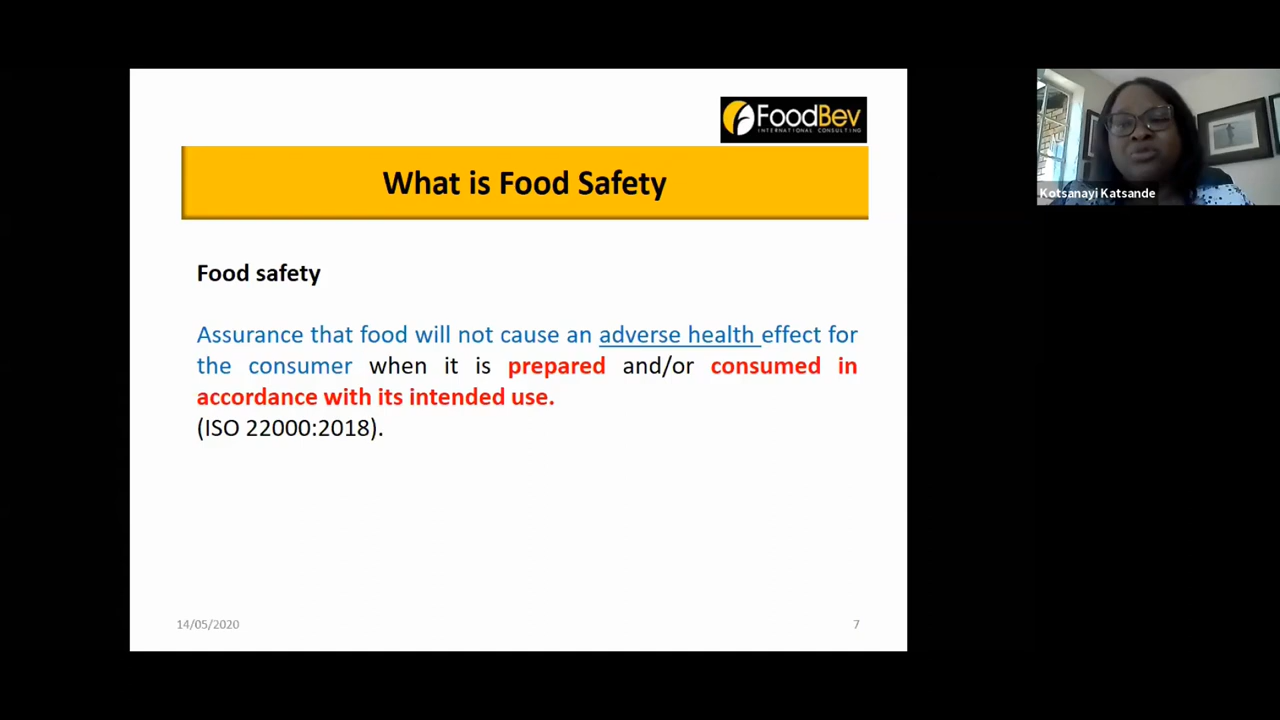 FoodBev
INTERNATIONAL CONSULTING
What is Food Safety
Kotsanayi Katsande
Food safety
Assurance that food will not cause an adverse health effect for
the consumer when it is prepared and/or consumed in
accordance with its intended use.
(ISO 22000:2018).
14/05/2020
7